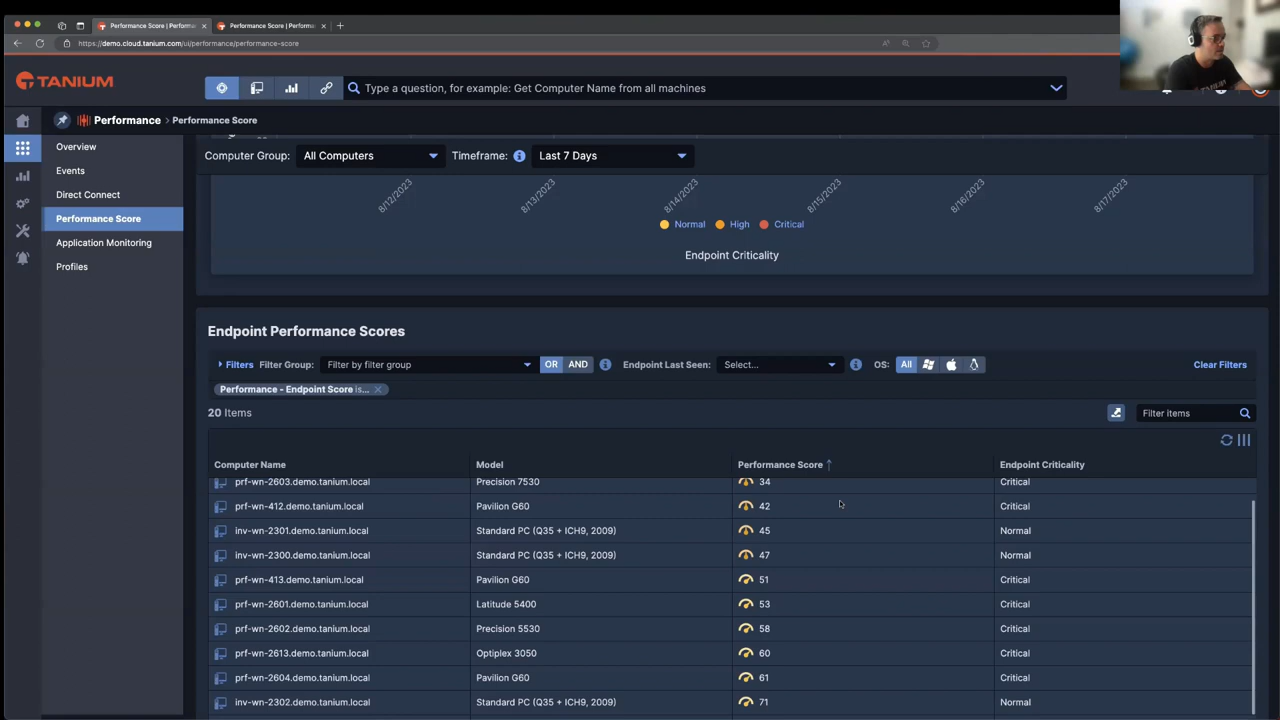 Performance Score | Perform
Performance Score | Performa
https://demo.cloud.tanium.com/ui/performance/performance-score
TANIUM
Type a question, for example: Get Computer Name from all machines
Performance > Performance Score
Overview
Events
Direct Connect
Performance Score
Application Monitoring
Profiles
Computer Group: All Computers Timeframe: Last 7 Days
8/12/2023 8/13/2023 8/14/2023 8/15/2023 8/16/2023 8/17/2023
Normal High Critical
Endpoint Criticality
Endpoint Performance Scores
Filters Filter Group: Filter by filter group OR AND Endpoint Last Seen: Select... OS: All Clear Filters
Performance - Endpoint Score is...
20 Items Filter items
Computer Name Model Performance Score Endpoint Criticality
prf-wn-2603.demo.tanium.local Precision 7530 34 Critical
prf-wn-412.demo.tanium.local Pavilion G60 42 Critical
inv-wn-2301.demo.tanium.local Standard PC (Q35 + ICH9, 2009) 45 Normal
inv-wn-2300.demo.tanium.local Standard PC (Q35 + ICH9, 2009) 47 Normal
prf-wn-413.demo.tanium.local Pavilion G60 51 Critical
prf-wn-2601.demo.tanium.local Latitude 5400 53 Critical
prf-wn-2602.demo.tanium.local Precision 5530 58 Critical
prf-wn-2613.demo.tanium.local Optiplex 3050 60 Critical
prf-wn-2604.demo.tanium.local Pavilion G60 61 Critical
inv-wn-2302.demo.tanium.local Standard PC (Q35 + ICH9, 2009) 71 Normal